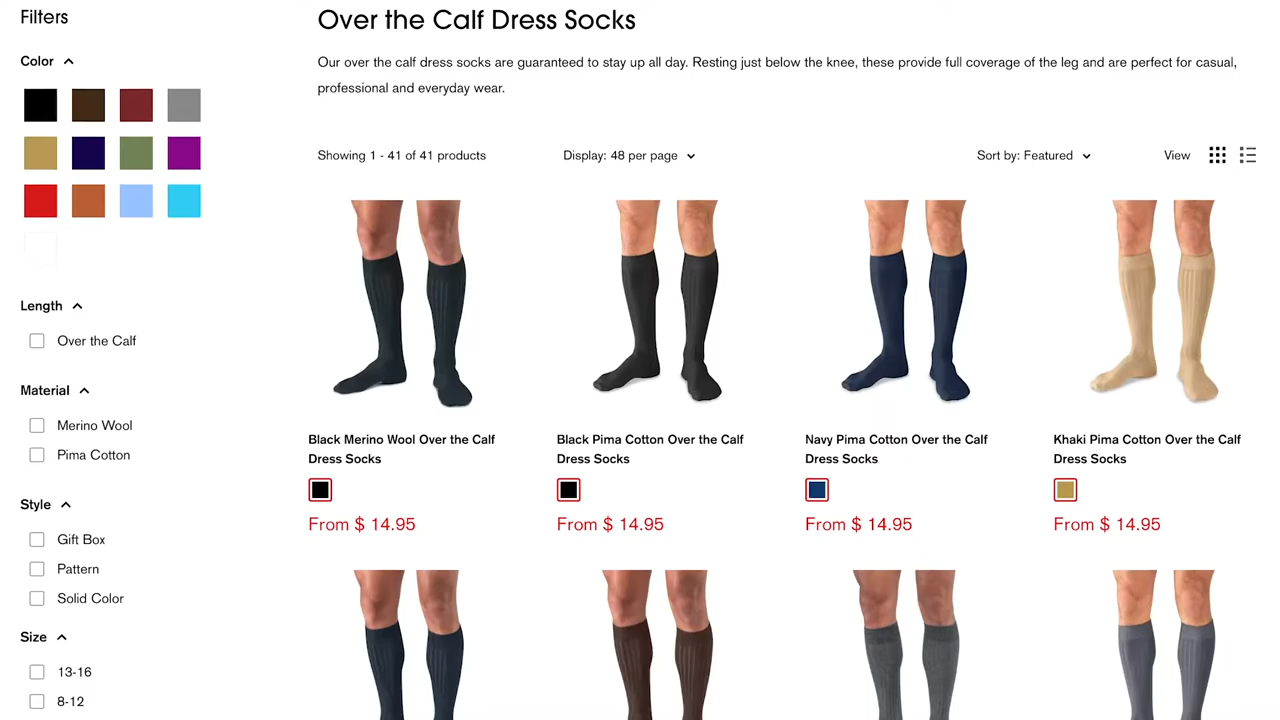 Filters
Color
Length
Over the Calf
Material
Merino Wool
Pima Cotton
Style
Gift Box
Pattern
Solid Color
Size
13-16
8-12
Over the Calf Dress Socks
Our over the calf dress socks are guaranteed to stay up all day. Resting just below the knee, these provide full coverage of the leg and are perfect for casual,
professional and everyday wear.
Showing 1 - 41 of 41 products
Display: 48 per page
Sort by: Featured
View
Black Merino Wool Over the Calf
Dress Socks
From $ 14.95
Black Pima Cotton Over the Calf
Dress Socks
From $ 14.95
Navy Pima Cotton Over the Calf
Dress Socks
From $ 14.95
Khaki Pima Cotton Over the Calf
Dress Socks
From $ 14.95